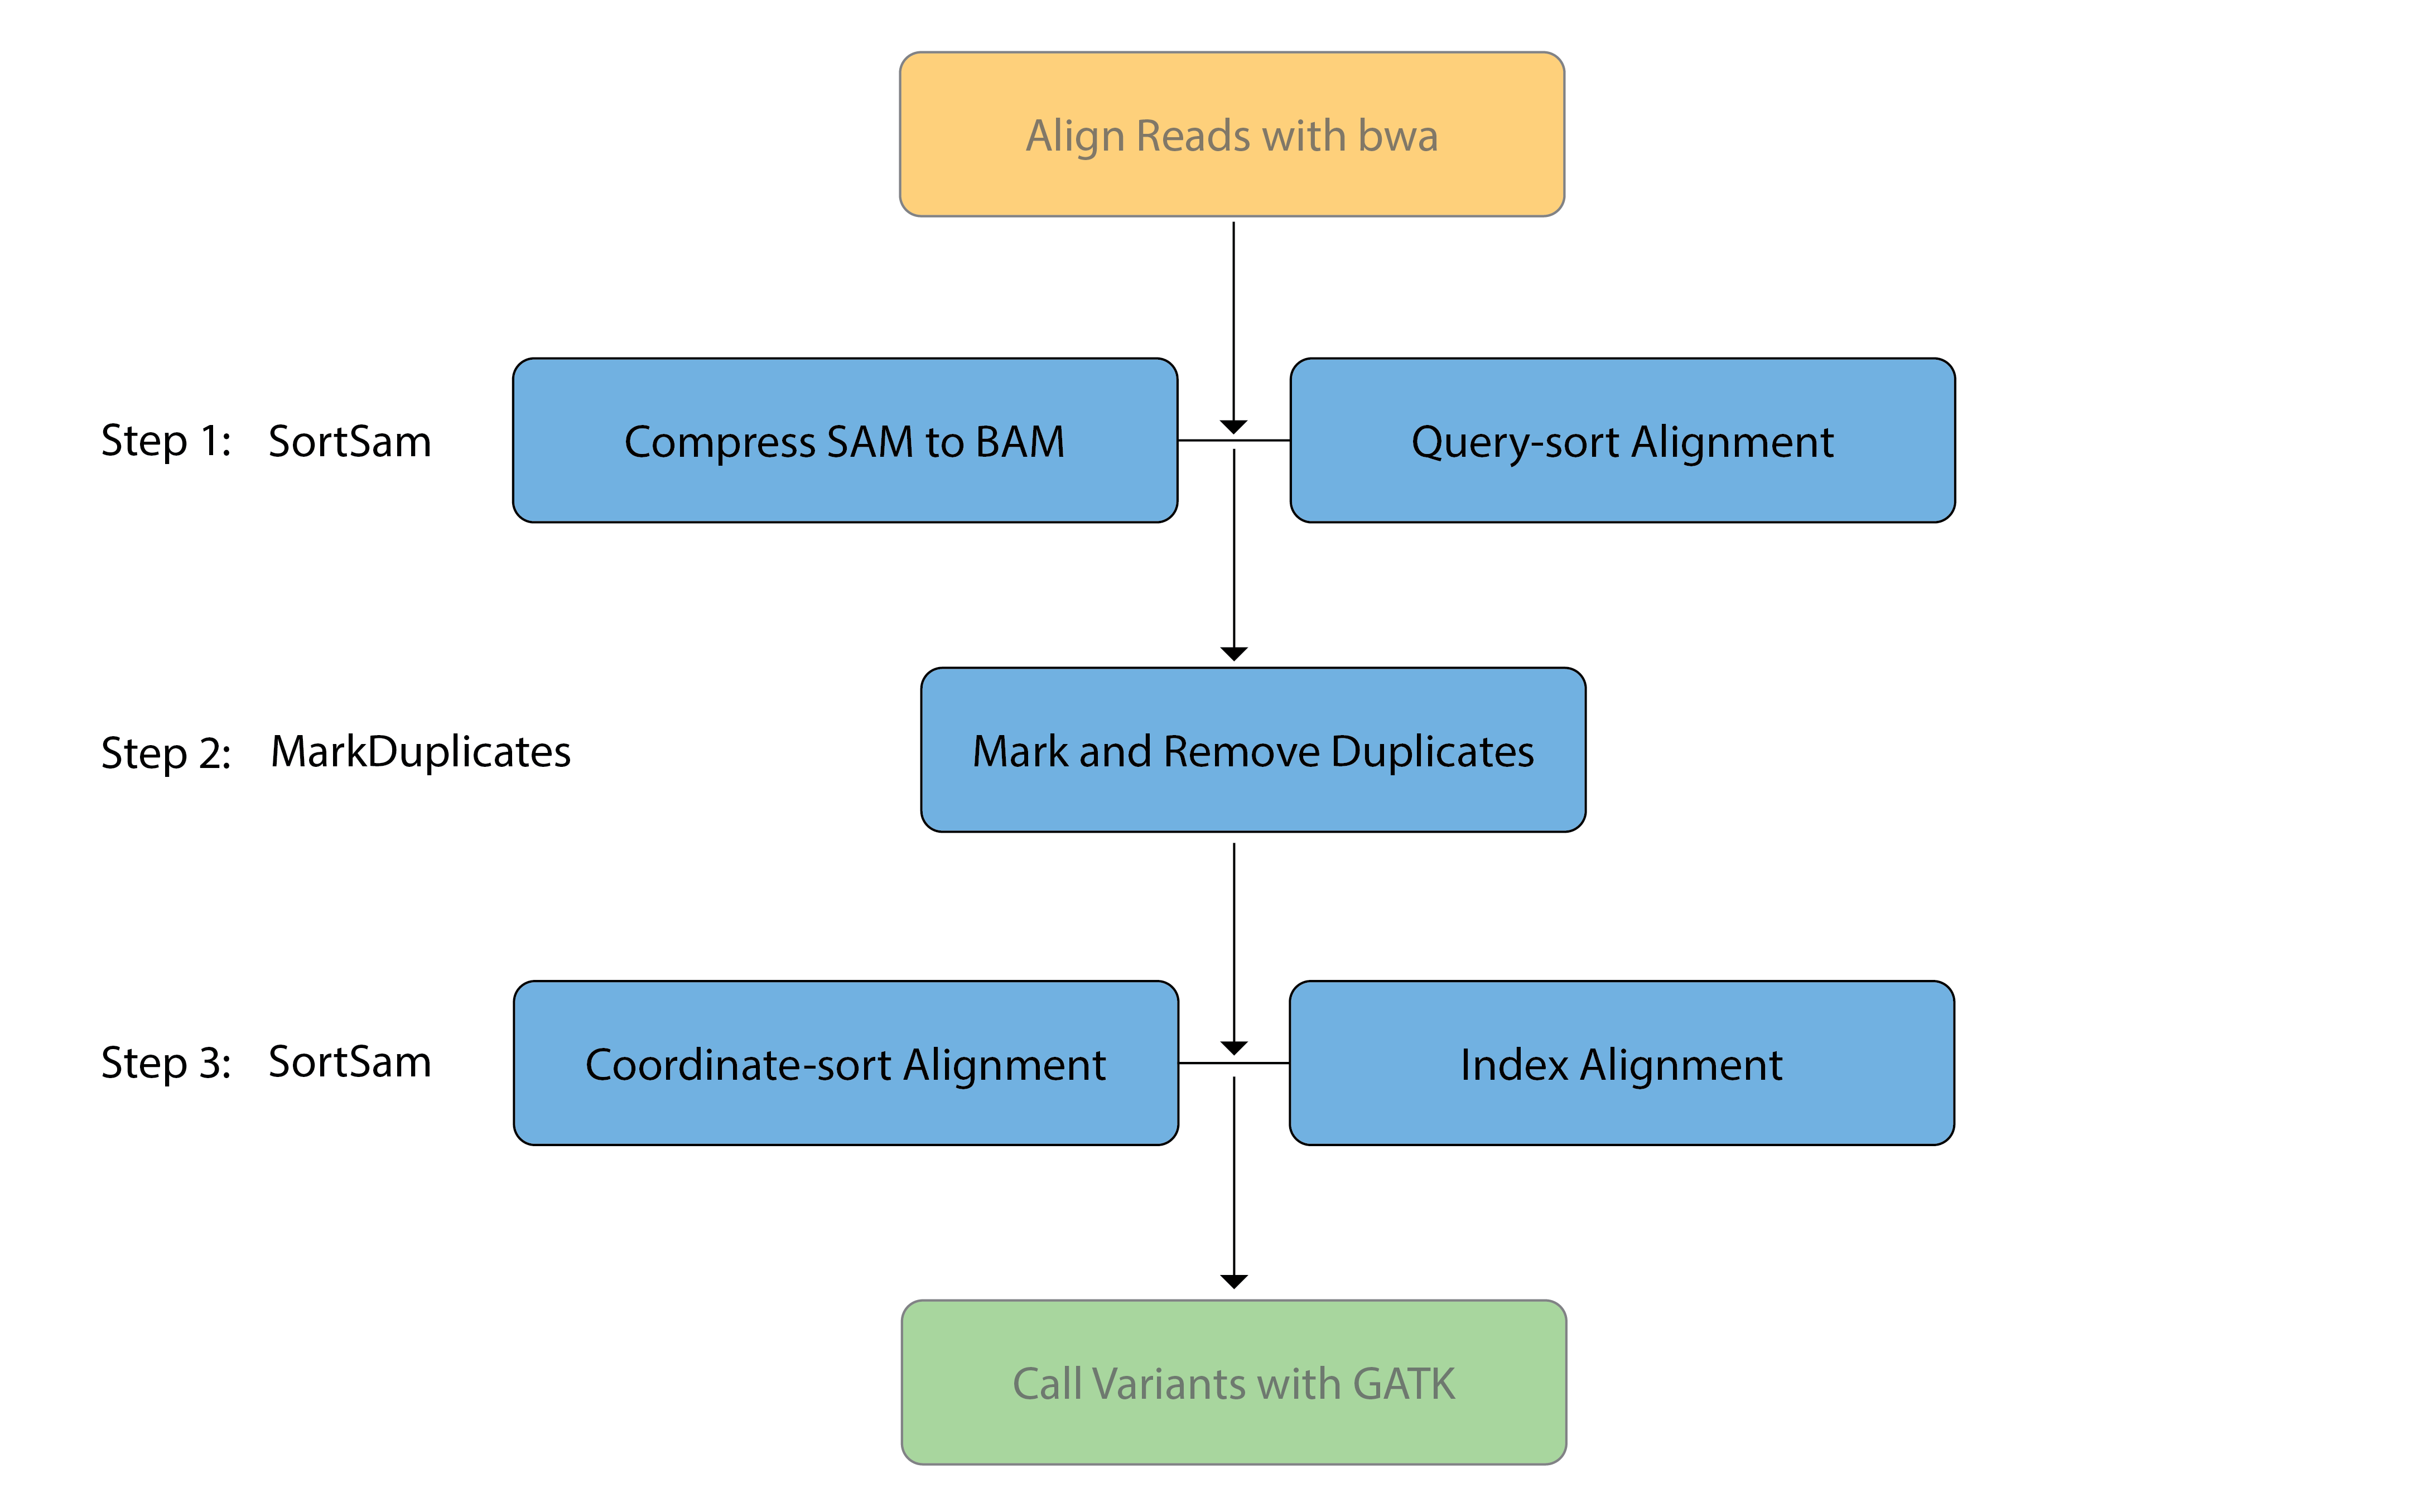 Align Reads with bwa
Step 1: SortSam
Compress SAM to BAM
Query-sort Alignment
Step 2: MarkDuplicates
Mark and Remove Duplicates
Step 3: SortSam
Coordinate-sort Alignment
Index Alignment
Call Variants with GATK